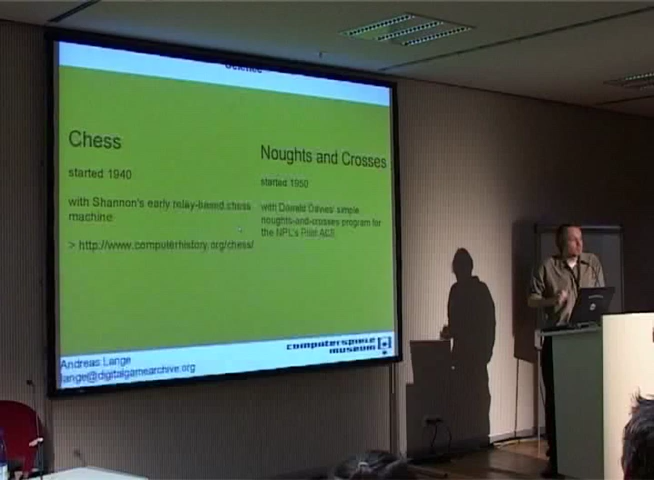 Science
Chess
started 1940
with Shannon's early relay-based chess
machine
> http://www.computerhistory.org/chess/
Noughts and Crosses
started 1950
with Dawald Davies' simple
noughts-and-crosses program for
the NPL's Pilot ACE
Andreas Lange
lange@digitalgamearchive.org
computerspiele
museum